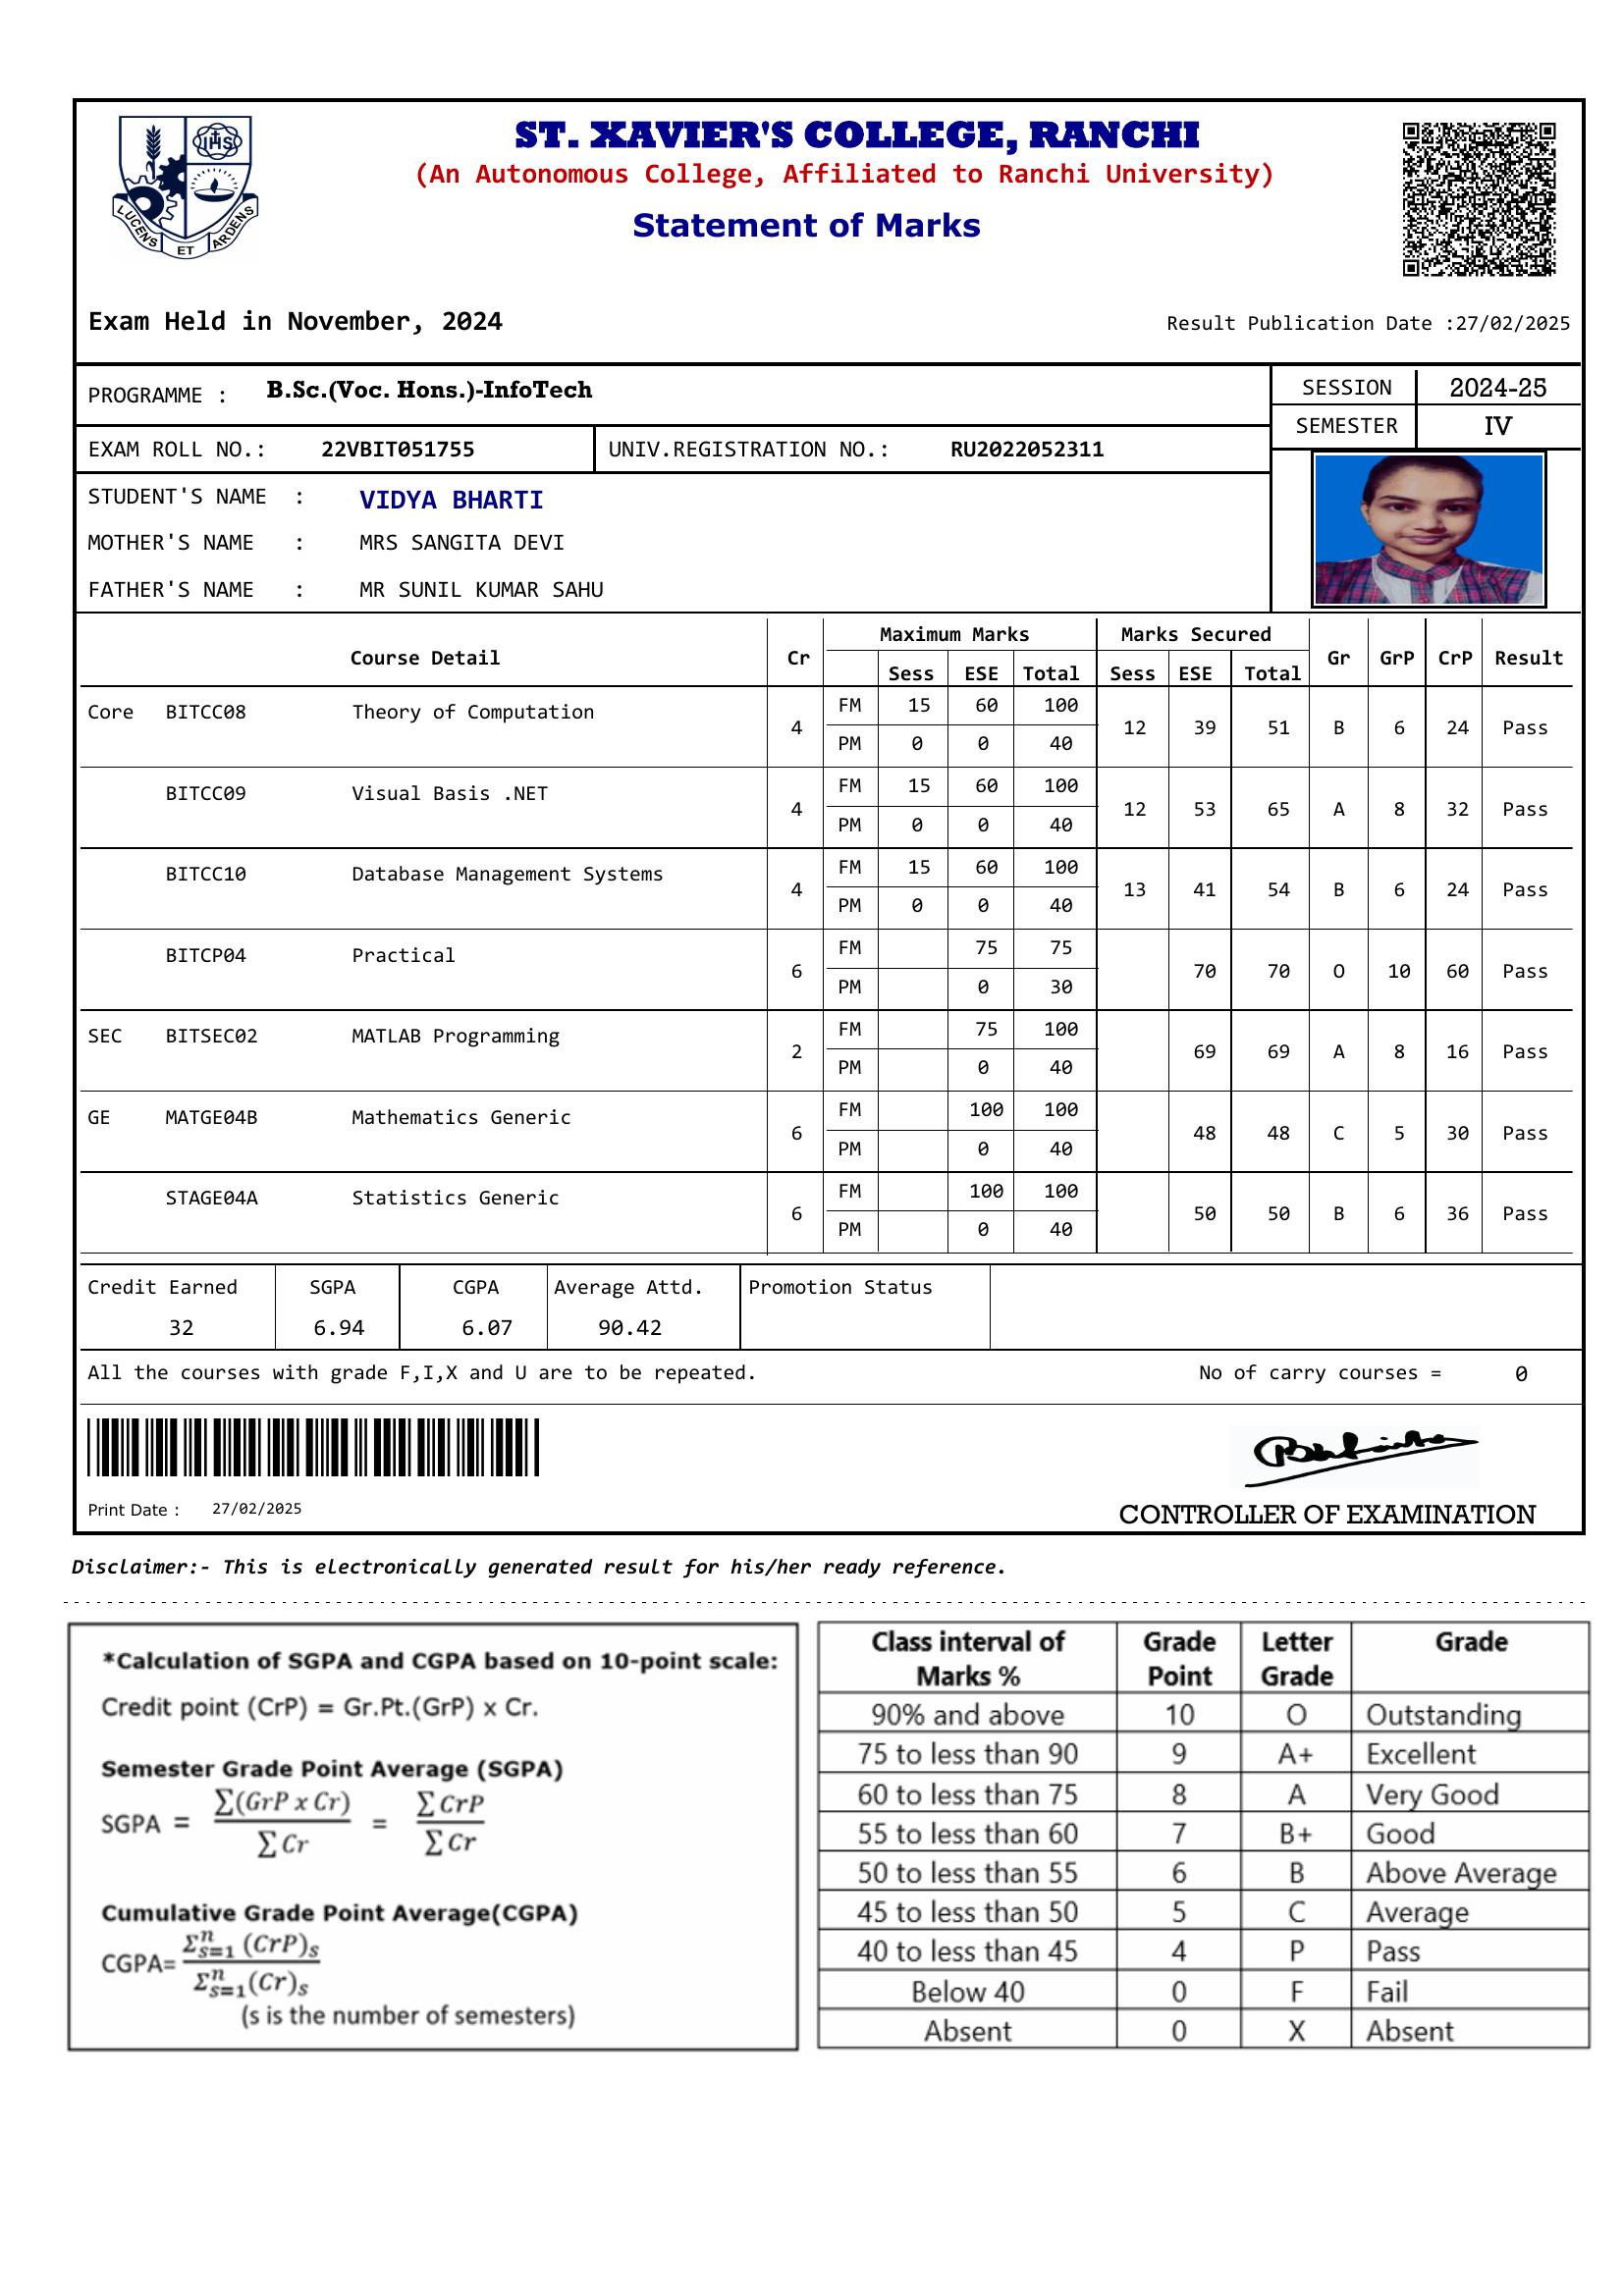 ST. XAVIER'S COLLEGE, RANCHI
(An Autonomous College, Affiliated to Ranchi University)
Statement of Marks
IHS
LUCENS ET ARDENS
Exam Held in November, 2024
Result Publication Date :27/02/2025
PROGRAMME : B.Sc.(Voc. Hons.)-InfoTech
SESSION 2024-25
SEMESTER IV
EXAM ROLL NO.: 22VBIT051755 UNIV.REGISTRATION NO.: RU2022052311
STUDENT'S NAME : VIDYA BHARTI
MOTHER'S NAME : MRS SANGITA DEVI
FATHER'S NAME : MR SUNIL KUMAR SAHU
Course Detail Cr Maximum Marks Marks Secured Gr GrP CrP Result
Sess ESE Total Sess ESE Total
Core BITCC08 Theory of Computation 4 FM 15 60 100 12 39 51 B 6 24 Pass
PM 0 0 40
BITCC09 Visual Basis .NET 4 FM 15 60 100 12 53 65 A 8 32 Pass
PM 0 0 40
BITCC10 Database Management Systems 4 FM 15 60 100 13 41 54 B 6 24 Pass
PM 0 0 40
BITCP04 Practical 6 FM 75 75 70 70 O 10 60 Pass
PM 0 30
SEC BITSEC02 MATLAB Programming 2 FM 75 100 69 69 A 8 16 Pass
PM 0 40
GE MATGE04B Mathematics Generic 6 FM 100 100 48 48 C 5 30 Pass
PM 0 40
STAGE04A Statistics Generic 6 FM 100 100 50 50 B 6 36 Pass
PM 0 40
Credit Earned SGPA CGPA Average Attd. Promotion Status
32 6.94 6.07 90.42
All the courses with grade F,I,X and U are to be repeated. No of carry courses = 0
Print Date : 27/02/2025
CONTROLLER OF EXAMINATION
Disclaimer:- This is electronically generated result for his/her ready reference.
*Calculation of SGPA and CGPA based on 10-point scale:
Credit point (CrP) = Gr.Pt.(GrP) x Cr.
Semester Grade Point Average (SGPA)
SGPA = ∑(GrP x Cr) / ∑Cr = ∑CrP / ∑Cr
Cumulative Grade Point Average(CGPA)
CGPA= Σⁿs=1 (CrP)s / Σⁿs=1(Cr)s
(s is the number of semesters)
Class interval of Marks % Grade Point Letter Grade Grade
90% and above 10 O Outstanding
75 to less than 90 9 A+ Excellent
60 to less than 75 8 A Very Good
55 to less than 60 7 B+ Good
50 to less than 55 6 B Above Average
45 to less than 50 5 C Average
40 to less than 45 4 P Pass
Below 40 0 F Fail
Absent 0 X Absent